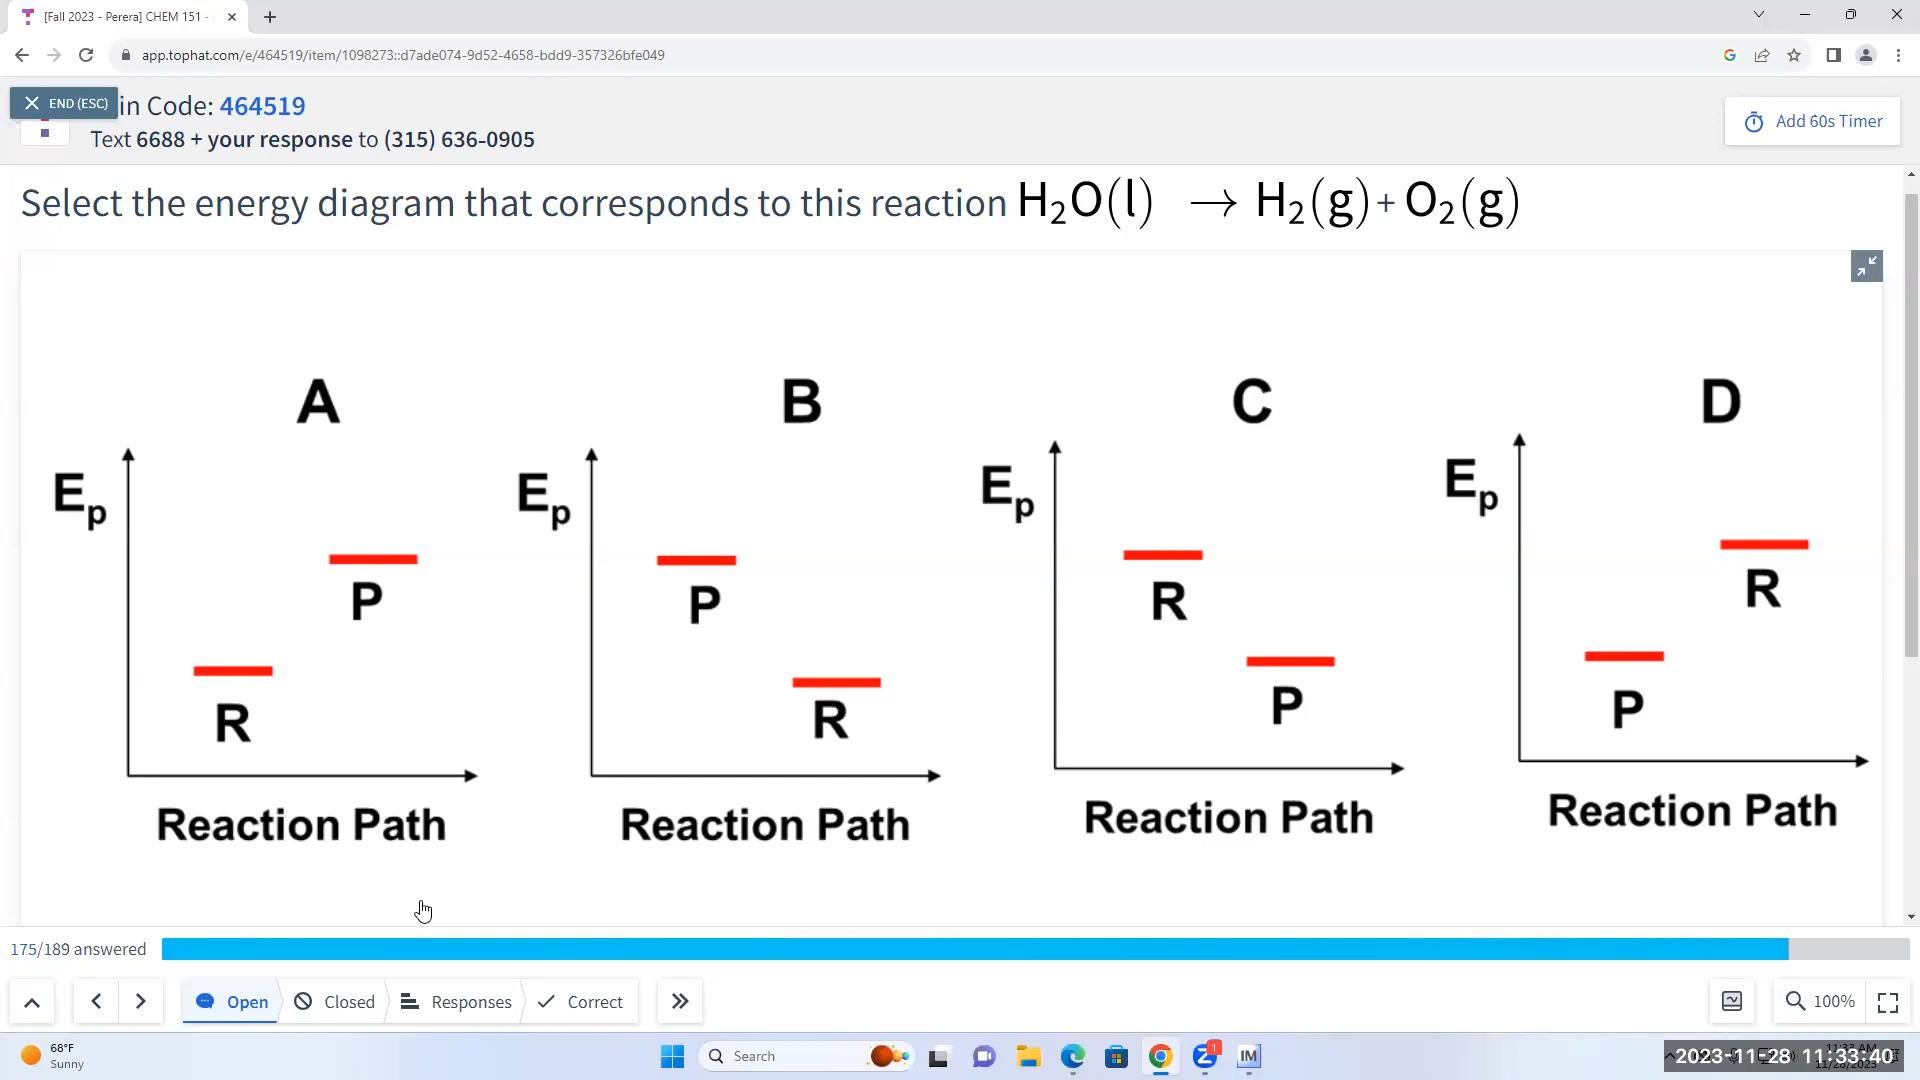 [Fall 2023 - Perera] CHEM 151 -
app.tophat.com/e/464519/item/1098273::d7ade074-9d52-4658-bdd9-357326bfe049
END (ESC)
in Code: 464519
Text 6688 + your response to (315) 636-0905
Add 60s Timer
Select the energy diagram that corresponds to this reaction H₂O(l) → H₂(g) + O₂(g)
A B C D
Eₚ Eₚ Eₚ Eₚ
P P R R
R R P P
Reaction Path Reaction Path Reaction Path Reaction Path
175/189 answered
Open Closed Responses Correct
100%
68°F
Sunny
Search
1
IM
2023-11-28 11:33:40